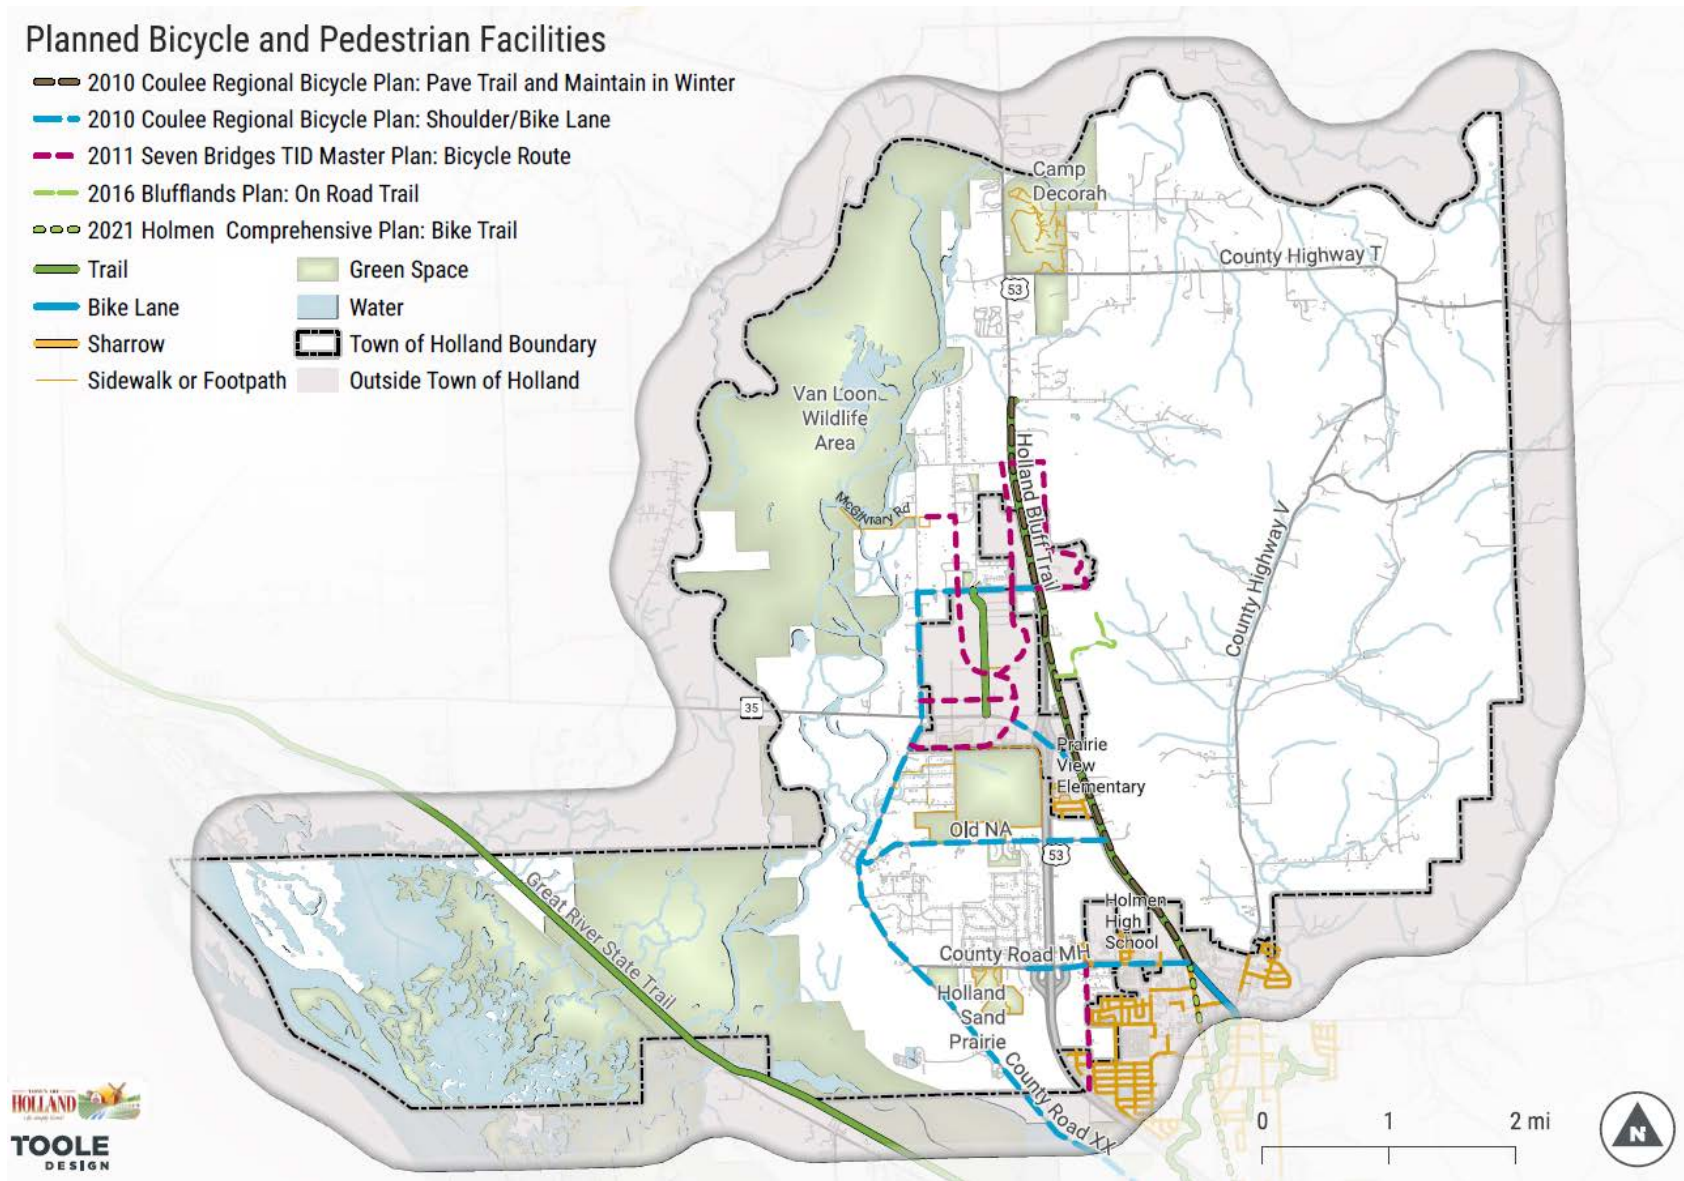 Planned Bicycle and Pedestrian Facilities
2010 Coulee Regional Bicycle Plan: Pave Trail and Maintain in Winter
2010 Coulee Regional Bicycle Plan: Shoulder/Bike Lane
2011 Seven Bridges TID Master Plan: Bicycle Route
2016 Blufflands Plan: On Road Trail
2021 Holmen Comprehensive Plan: Bike Trail
Trail
Green Space
Bike Lane
Water
Sharrow
Town of Holland Boundary
Sidewalk or Footpath
Outside Town of Holland
Camp
Decorah
County Highway T
53
Van Loon
Wildlife
Area
Holland Bluff Trail
McGilvrary Rd
County Highway V
35
Prairie
View
Elementary
Old NA
53
Great River State Trail
Holmen
High
School
County Road MH
Holland
Sand
Prairie
County Road XX
HOLLAND
TOOLE
DESIGN
0 1 2 mi
N